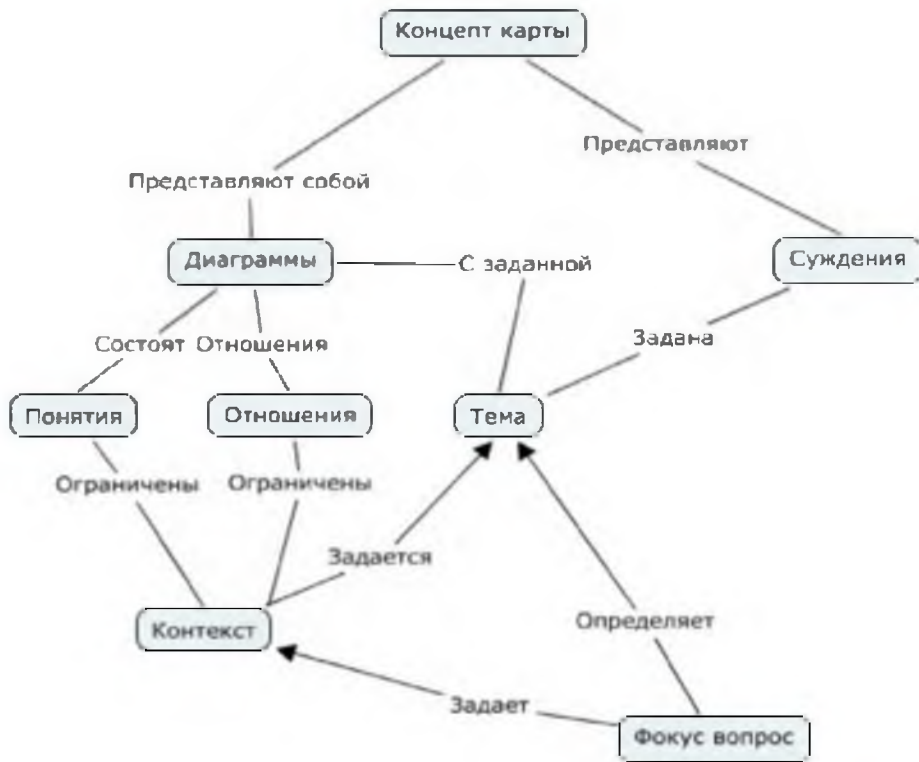 Концепт карты
Представляют
Представляют собой
Диаграммы
С заданной
Суждения
Состоят
Отношения
Задана
Понятия
Отношения
Тема
Ограничены
Ограничены
Задается
Контекст
Определяет
Задает
Фокус вопрос